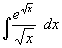 ∫ e^{√x} / √x dx